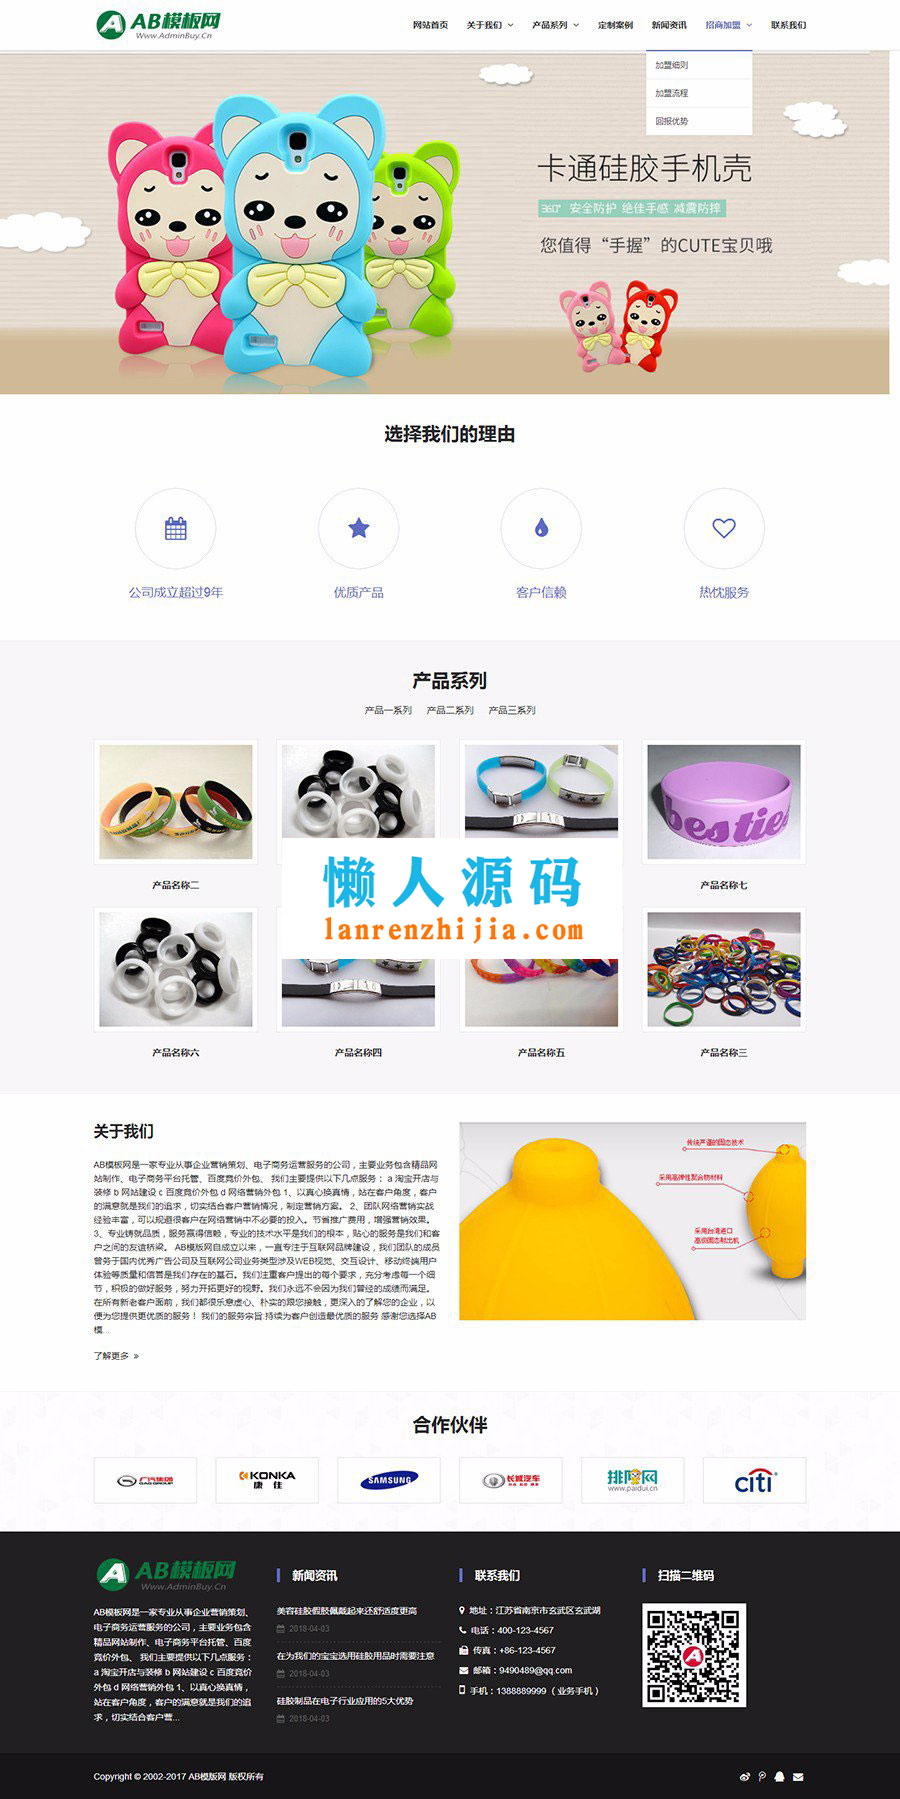 AB模板网
Www.AdminBuy.Cn
网站首页 关于我们 产品系列 定制案例 新闻资讯 招商加盟 联系我们
加盟细则
加盟流程
回报优势
卡通硅胶手机壳
360° 安全防护 绝佳手感 减震防摔
您值得“手握”的CUTE宝贝哦
选择我们的理由
公司成立超过9年 优质产品 客户信赖 热忱服务
产品系列
产品一系列 产品二系列 产品三系列
besties
产品名称二 产品名称七
懒人源码
lanrenzhijia.com
产品名称六 产品名称四 产品名称五 产品名称三
关于我们
AB模板网是一家专业从事企业营销策划、电子商务运营服务的公司，主要业务包含精品网
站制作、电子商务平台托管、百度竞价外包、 我们主要提供以下几点服务： a 淘宝开店与
装修 b 网站建设 c 百度竞价外包 d 网络营销外包 1、以真心换真情，站在客户角度，客户
的满意就是我们的追求，切实结合客户营销情况，制定营销方案。 2、团队网络营销实战
经验丰富，可以规避很客户在网络营销中不必要的投入。节省推广费用，增强营销效果。
3、专业铸就品质，服务赢得信赖，专业的技术水平是我们的根本，贴心的服务是我们和客
户之间的友谊桥梁。 AB模版网自成立以来，一直专注于互联网品牌建设，我们团队的成员
曾务于国内优秀广告公司及互联网公司业务类型涉及WEB视觉、交互设计、移动终端用户
体验等质量和信誉是我们存在的基石。我们注重客户提出的每个要求，充分考虑每一个细
节，积极的做好服务，努力开拓更好的视野。我们永远不会因为我们曾经的成绩而满足。
在所有新老客户面前，我们都很乐意虚心、朴实的跟您接触，更深入的了解您的企业，以
便为您提供更优质的服务！ 我们的服务宗旨:持续为客户创造最优质的服务 感谢您选择AB
模...
了解更多 »
传统严谨的固态技术
采用高弹性聚合物材料
采用台湾进口
高级固态射出机
合作伙伴
广汽集团
GAC GROUP
KONKA
康佳
SAMSUNG
长城汽车
排队网
www.paidui.cn
citi
AB模板网
Www.AdminBuy.Cn
AB模板网是一家专业从事企业营销策划、
电子商务运营服务的公司，主要业务包含
精品网站制作、电子商务平台托管、百度
竞价外包、 我们主要提供以下几点服务：
a 淘宝开店与装修 b 网站建设 c 百度竞价
外包 d 网络营销外包 1、以真心换真情，
站在客户角度，客户的满意就是我们的追
求，切实结合客户营...
新闻资讯
美容硅胶假胶佩戴起来还舒适度更高
2018-04-03
在为我们的宝宝选用硅胶用品时需要注意
2018-04-03
硅胶制品在电子行业应用的5大优势
2018-04-03
联系我们
地址：江苏省南京市玄武区玄武湖
电话：400-123-4567
传真：+86-123-4567
邮箱：9490489@qq.com
手机：1388889999（业务手机）
扫描二维码
Copyright © 2002-2017 AB模版网 版权所有